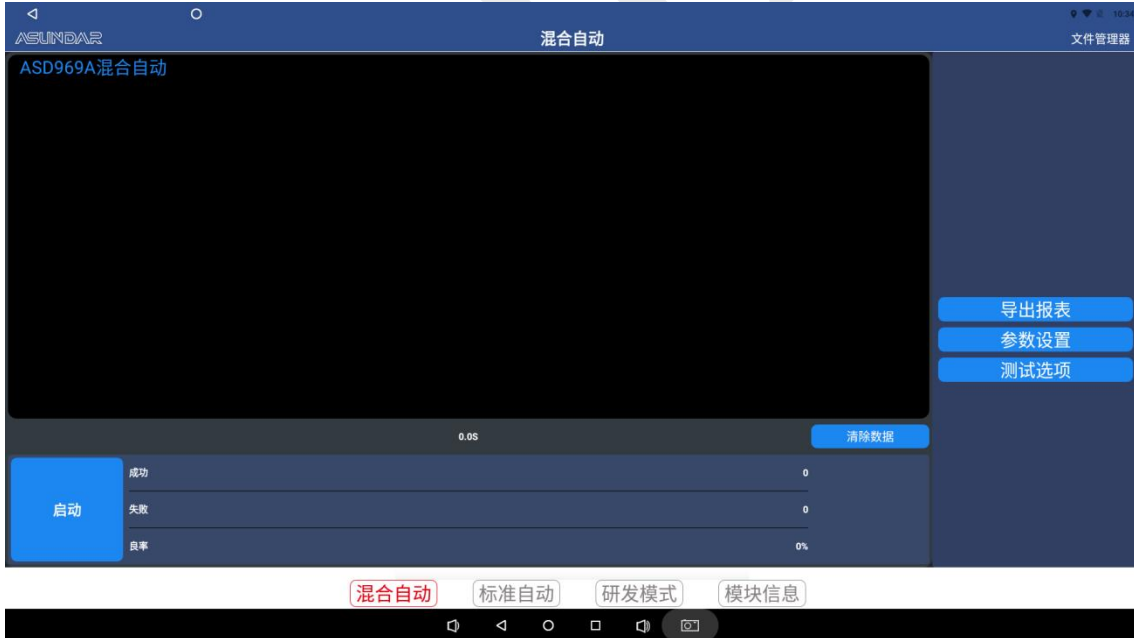 10:34
ASUNDAR
混合自动
文件管理器
ASD969A混合自动
导出报表
参数设置
测试选项
0.0S
清除数据
启动
成功 0
失败 0
良率 0%
混合自动 标准自动 研发模式 模块信息